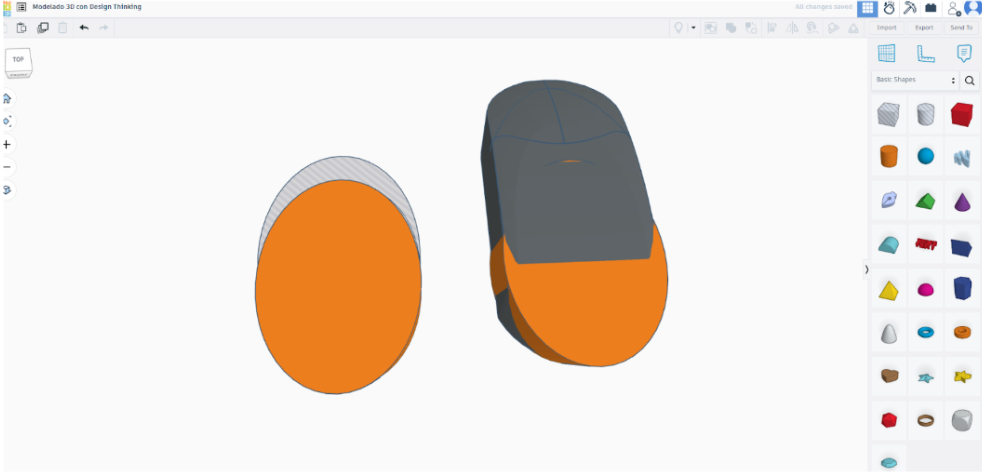 Modelado 3D con Design Thinking
All changes saved
Import
Export
Send To
TOP
Basic Shapes